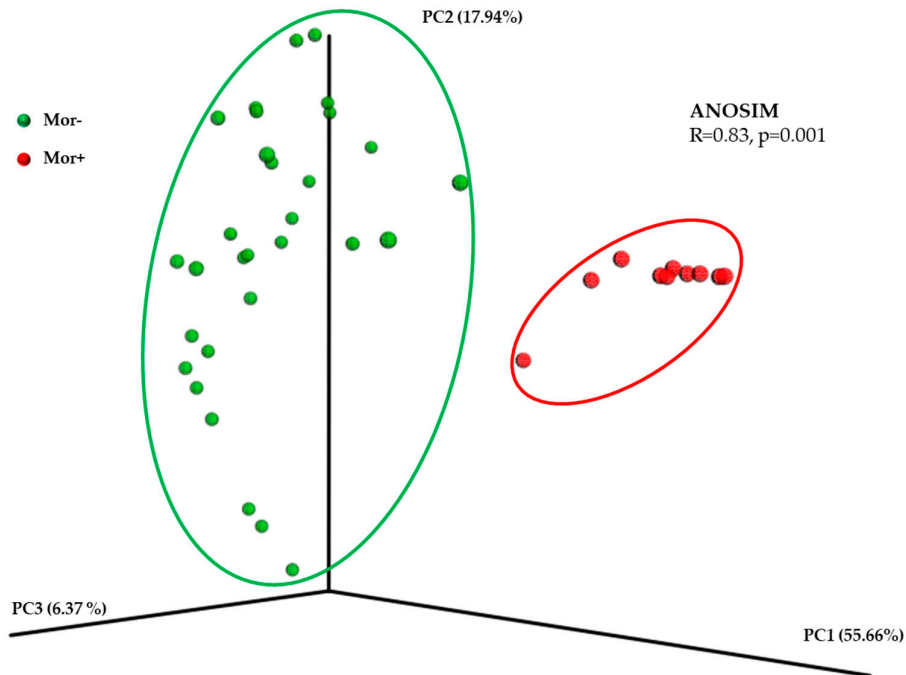 PC2 (17.94%)
Mor-
Mor+
ANOSIM
R=0.83, p=0.001
PC3 (6.37 %)
PC1 (55.66%)